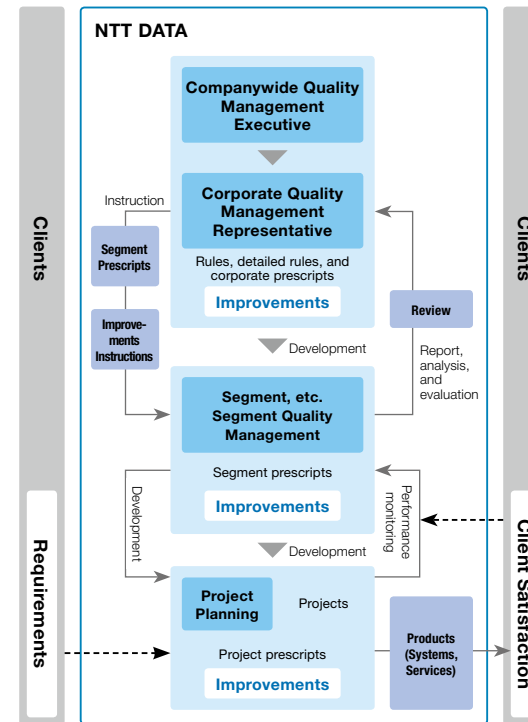 NTT DATA
Companywide Quality
Management
Executive
Corporate Quality
Management
Representative
Rules, detailed rules, and
corporate prescripts
Improvements
Instruction
Segment
Prescripts
Improve-
ments
Instructions
Review
Report,
analysis,
and
evaluation
Development
Segment, etc.
Segment Quality
Management
Segment prescripts
Improvements
Development
Performance
monitoring
Development
Project
Planning
Projects
Project prescripts
Improvements
Products
(Systems,
Services)
Clients
Requirements
Clients
Client Satisfaction